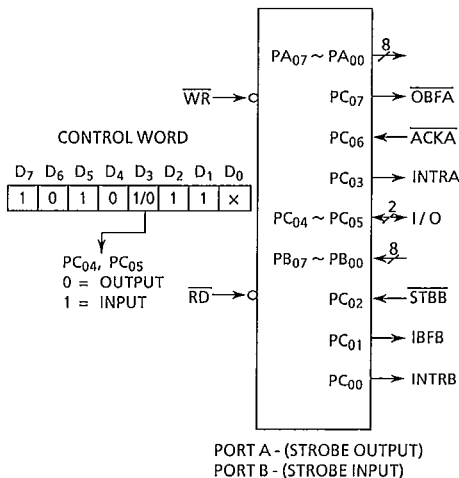 8
PA07 ~ PA00
WR
PC07 OBFA
CONTROL WORD
PC06 ACKA
D7 D6 D5 D4 D3 D2 D1 D0
PC03 INTRA
1 0 1 0 1/0 1 1 ×
2
PC04 ~ PC05 I/O
8
PB07 ~ PB00
PC04, PC05
0 = OUTPUT
1 = INPUT
RD
PC02 STBB
PC01 IBFB
PC00 INTRB
PORT A - (STROBE OUTPUT)
PORT B - (STROBE INPUT)